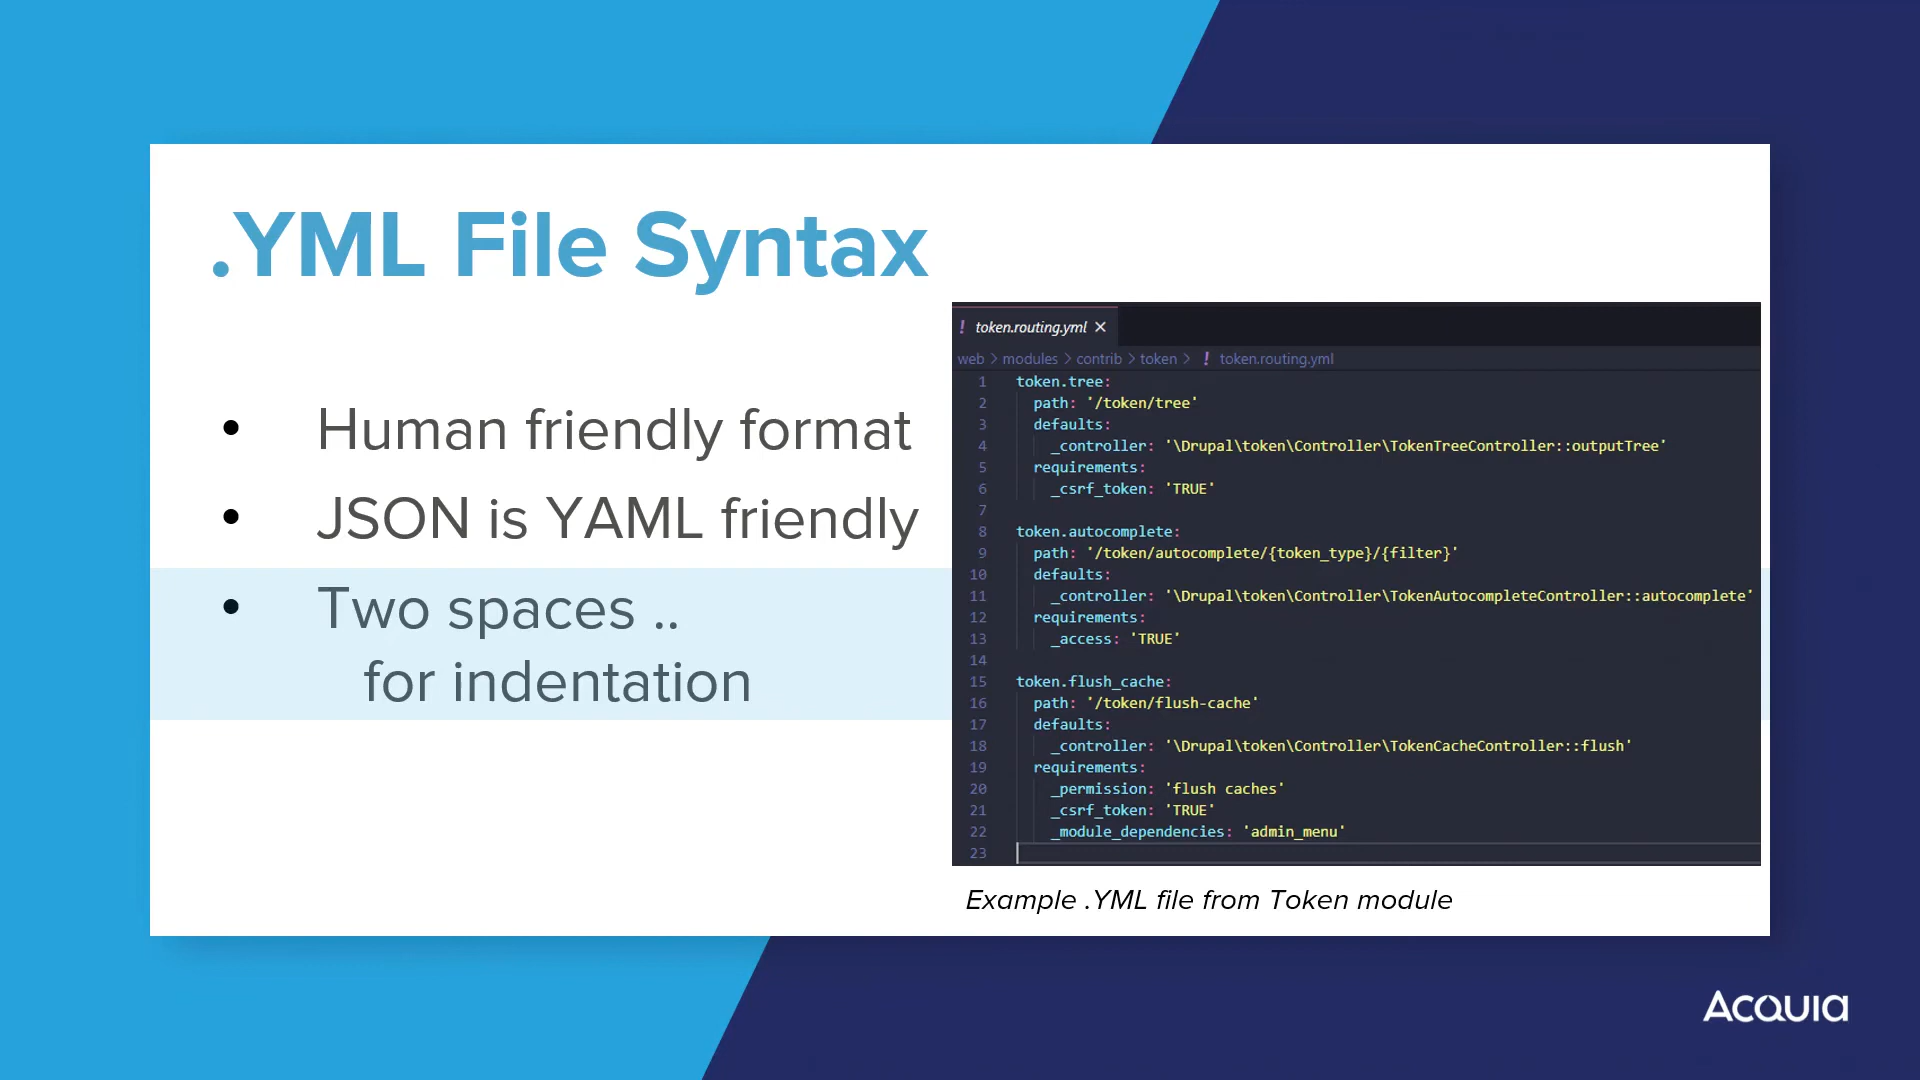 .YML File Syntax
• Human friendly format
• JSON is YAML friendly
• Two spaces ..
for indentation
! token.routing.yml ✕
web > modules > contrib > token > ! token.routing.yml
1 token.tree:
2   path: '/token/tree'
3   defaults:
4     _controller: '\Drupal\token\Controller\TokenTreeController::outputTree'
5   requirements:
6     _csrf_token: 'TRUE'
7
8 token.autocomplete:
9   path: '/token/autocomplete/{token_type}/{filter}'
10   defaults:
11     _controller: '\Drupal\token\Controller\TokenAutocompleteController::autocomplete'
12   requirements:
13     _access: 'TRUE'
14
15 token.flush_cache:
16   path: '/token/flush-cache'
17   defaults:
18     _controller: '\Drupal\token\Controller\TokenCacheController::flush'
19   requirements:
20     _permission: 'flush caches'
21     _csrf_token: 'TRUE'
22     _module_dependencies: 'admin_menu'
23
Example .YML file from Token module
Acquia